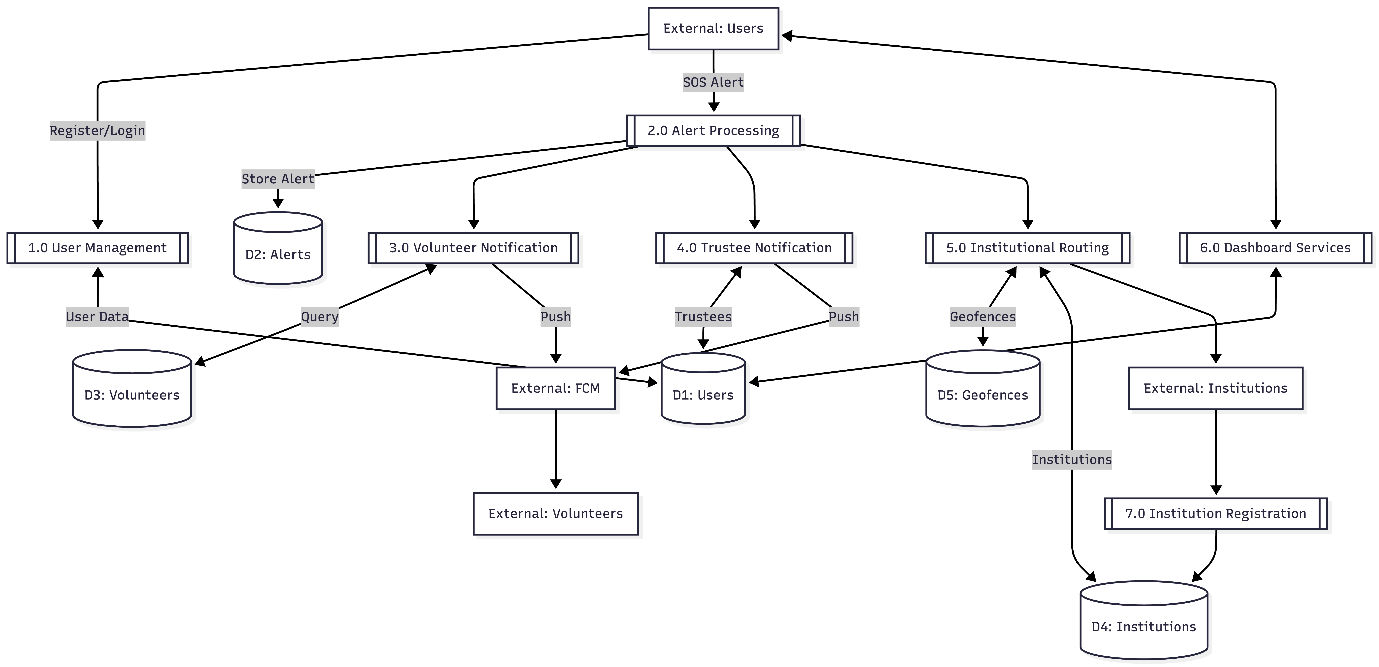 External: Users
SOS Alert
2.0 Alert Processing
Register/Login
Store Alert
1.0 User Management
D2: Alerts
3.0 Volunteer Notification
4.0 Trustee Notification
5.0 Institutional Routing
6.0 Dashboard Services
User Data
Query
Push
Trustees
Push
Geofences
D3: Volunteers
External: FCM
D1: Users
D5: Geofences
External: Institutions
Institutions
External: Volunteers
7.0 Institution Registration
D4: Institutions